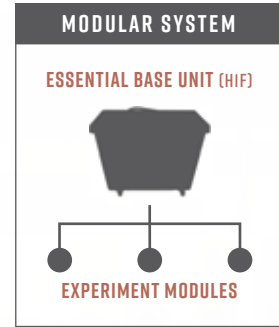 MODULAR SYSTEM
ESSENTIAL BASE UNIT (HIF)
EXPERIMENT MODULES